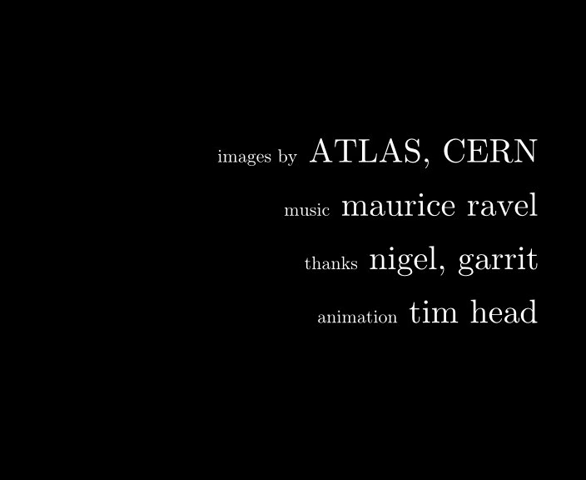 images by ATLAS, CERN
music maurice ravel
thanks nigel, garrit
animation tim head